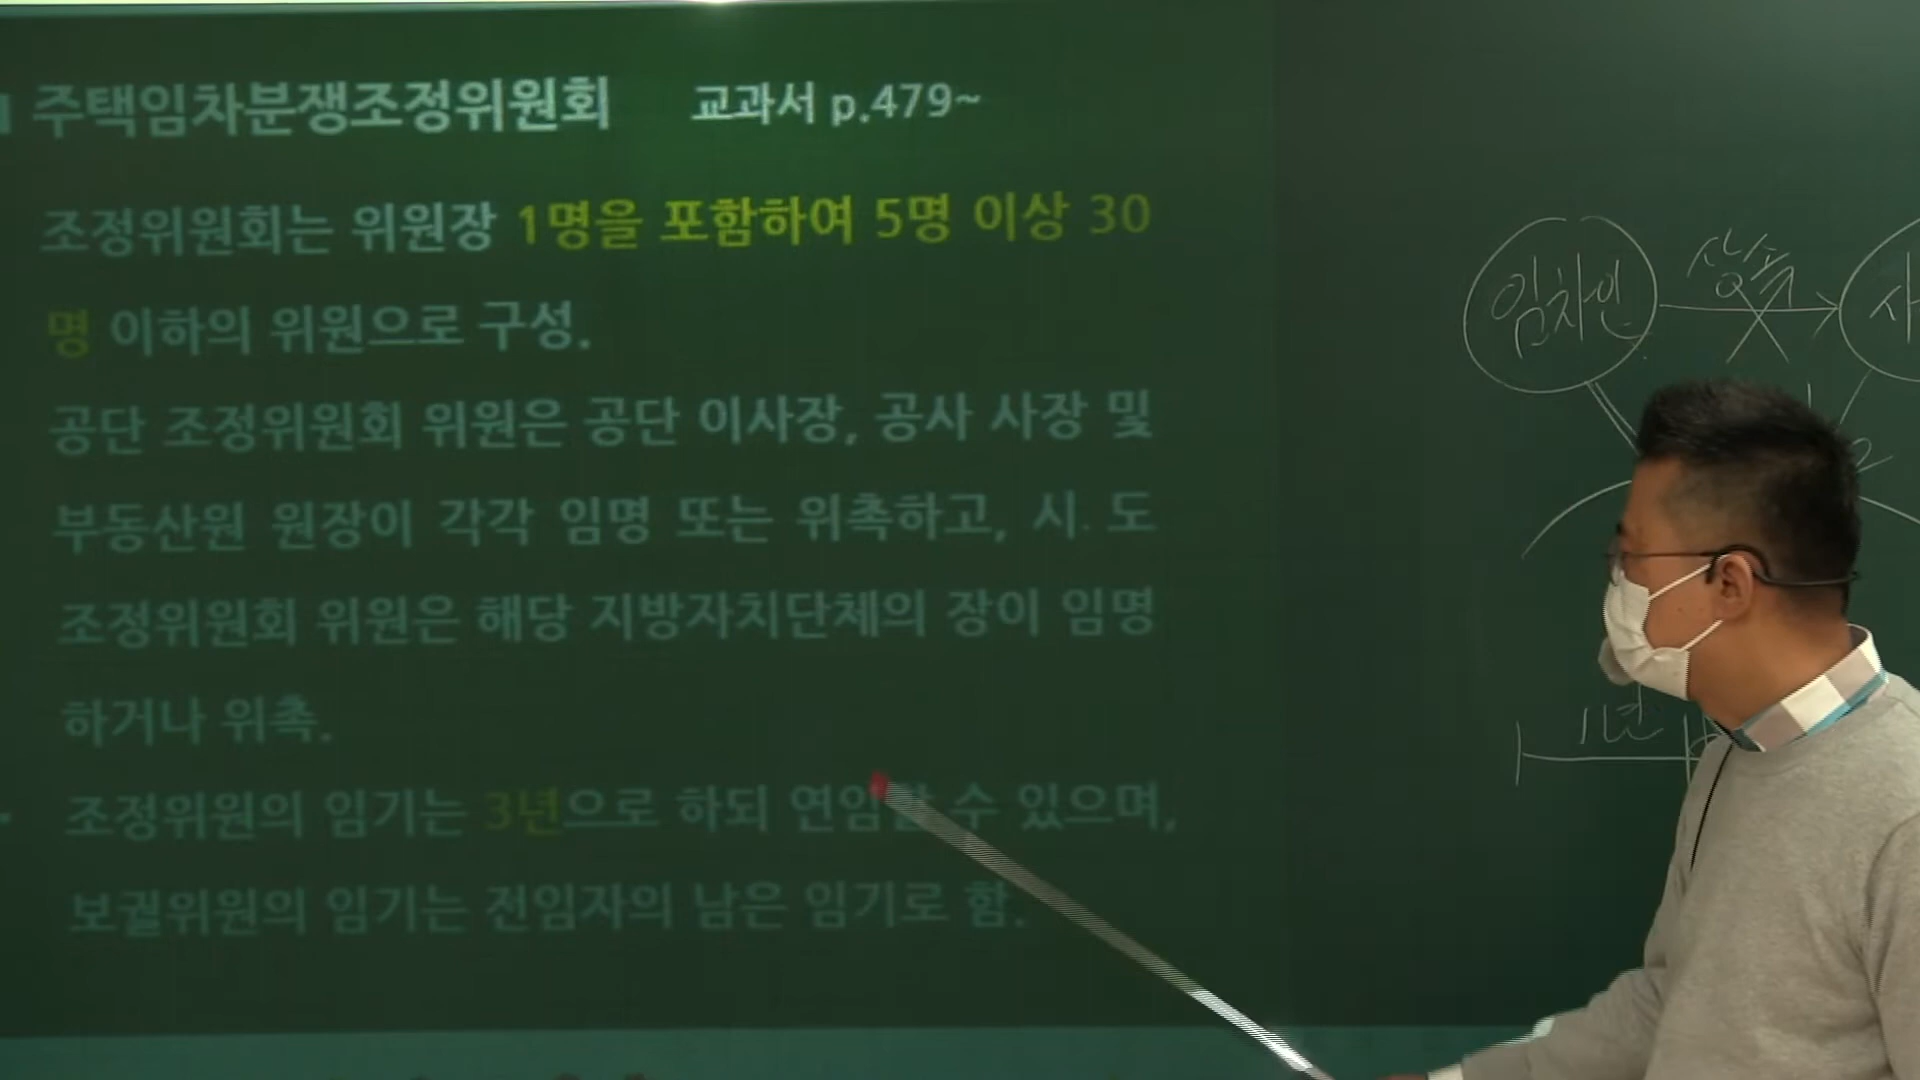 주택임차분쟁조정위원회 교과서 p.479~
조정위원회는 위원장 1명을 포함하여 5명 이상 30
명 이하의 위원으로 구성.
공단 조정위원회 위원은 공단 이사장, 공사 사장 및
부동산원 원장이 각각 임명 또는 위촉하고, 시. 도
조정위원회 위원은 해당 지방자치단체의 장이 임명
하거나 위촉.
조정위원의 임기는 3년으로 하되 연임할 수 있으며,
보궐위원의 임기는 전임자의 남은 임기로 함.
임차인 상속 사
2
1년